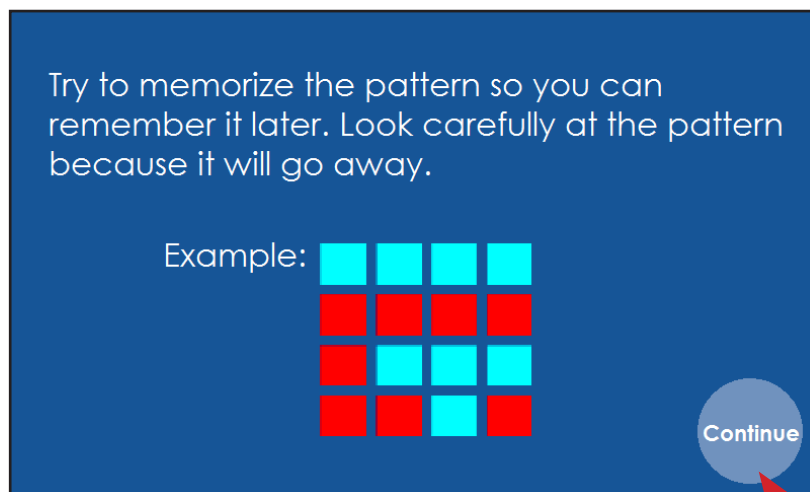 Try to memorize the pattern so you can
remember it later. Look carefully at the pattern
because it will go away.
Example:
Continue